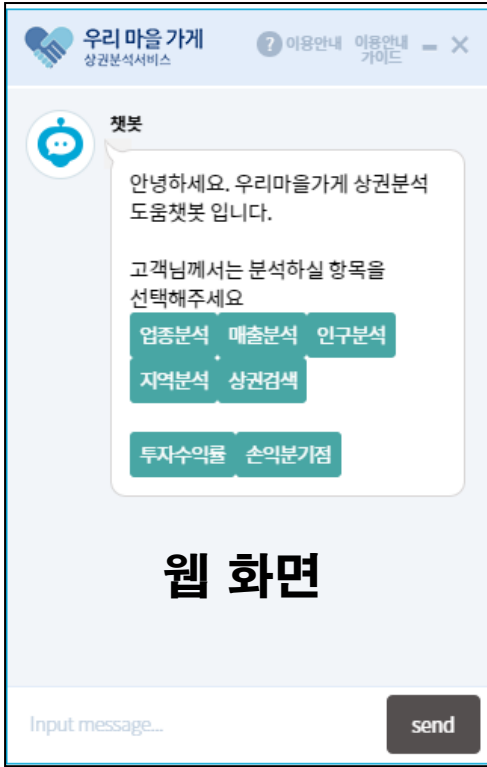 우리 마을 가게
상권분석서비스
? 이용안내 이용안내
가이드
챗봇
안녕하세요. 우리마을가게 상권분석
도움챗봇 입니다.
고객님께서는 분석하실 항목을
선택해주세요
업종분석 매출분석 인구분석
지역분석 상권검색
투자수익률 손익분기점
웹 화면
Input message... send